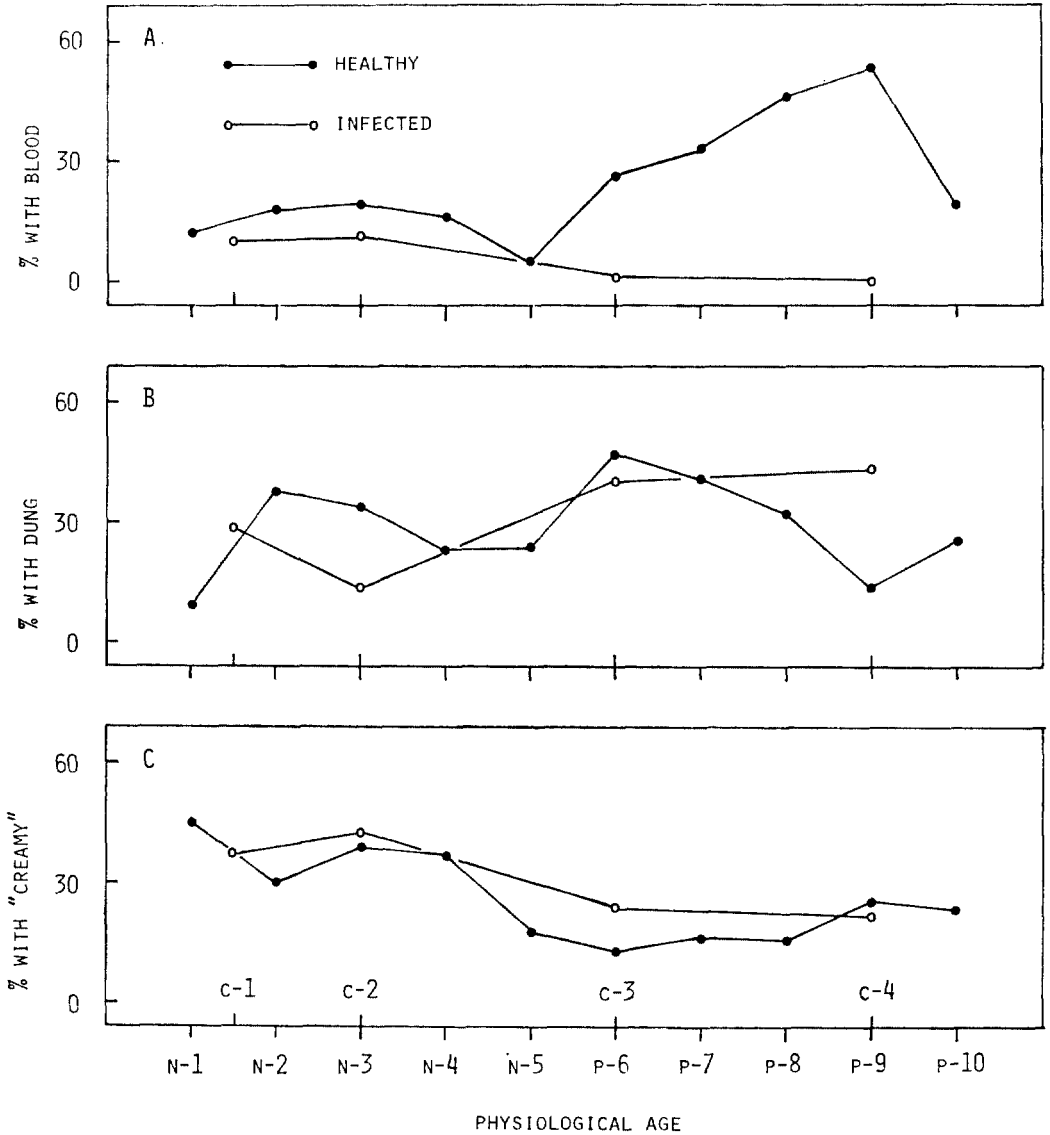 A
60
30
0
% WITH BLOOD
HEALTHY
INFECTED
B
60
30
0
% WITH DUNG
C
60
30
0
% WITH "CREAMY"
C-1 C-2 C-3 C-4
N-1 N-2 N-3 N-4 N-5 P-6 P-7 P-8 P-9 P-10
PHYSIOLOGICAL AGE